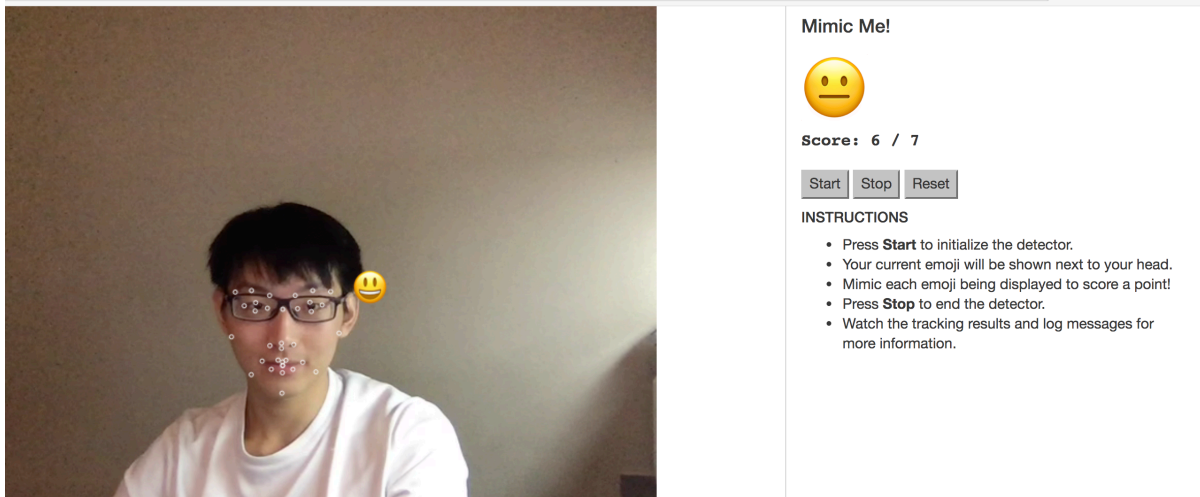 Mimic Me!
Score: 6 / 7
Start Stop Reset
INSTRUCTIONS
• Press Start to initialize the detector.
• Your current emoji will be shown next to your head.
• Mimic each emoji being displayed to score a point!
• Press Stop to end the detector.
• Watch the tracking results and log messages for
more information.